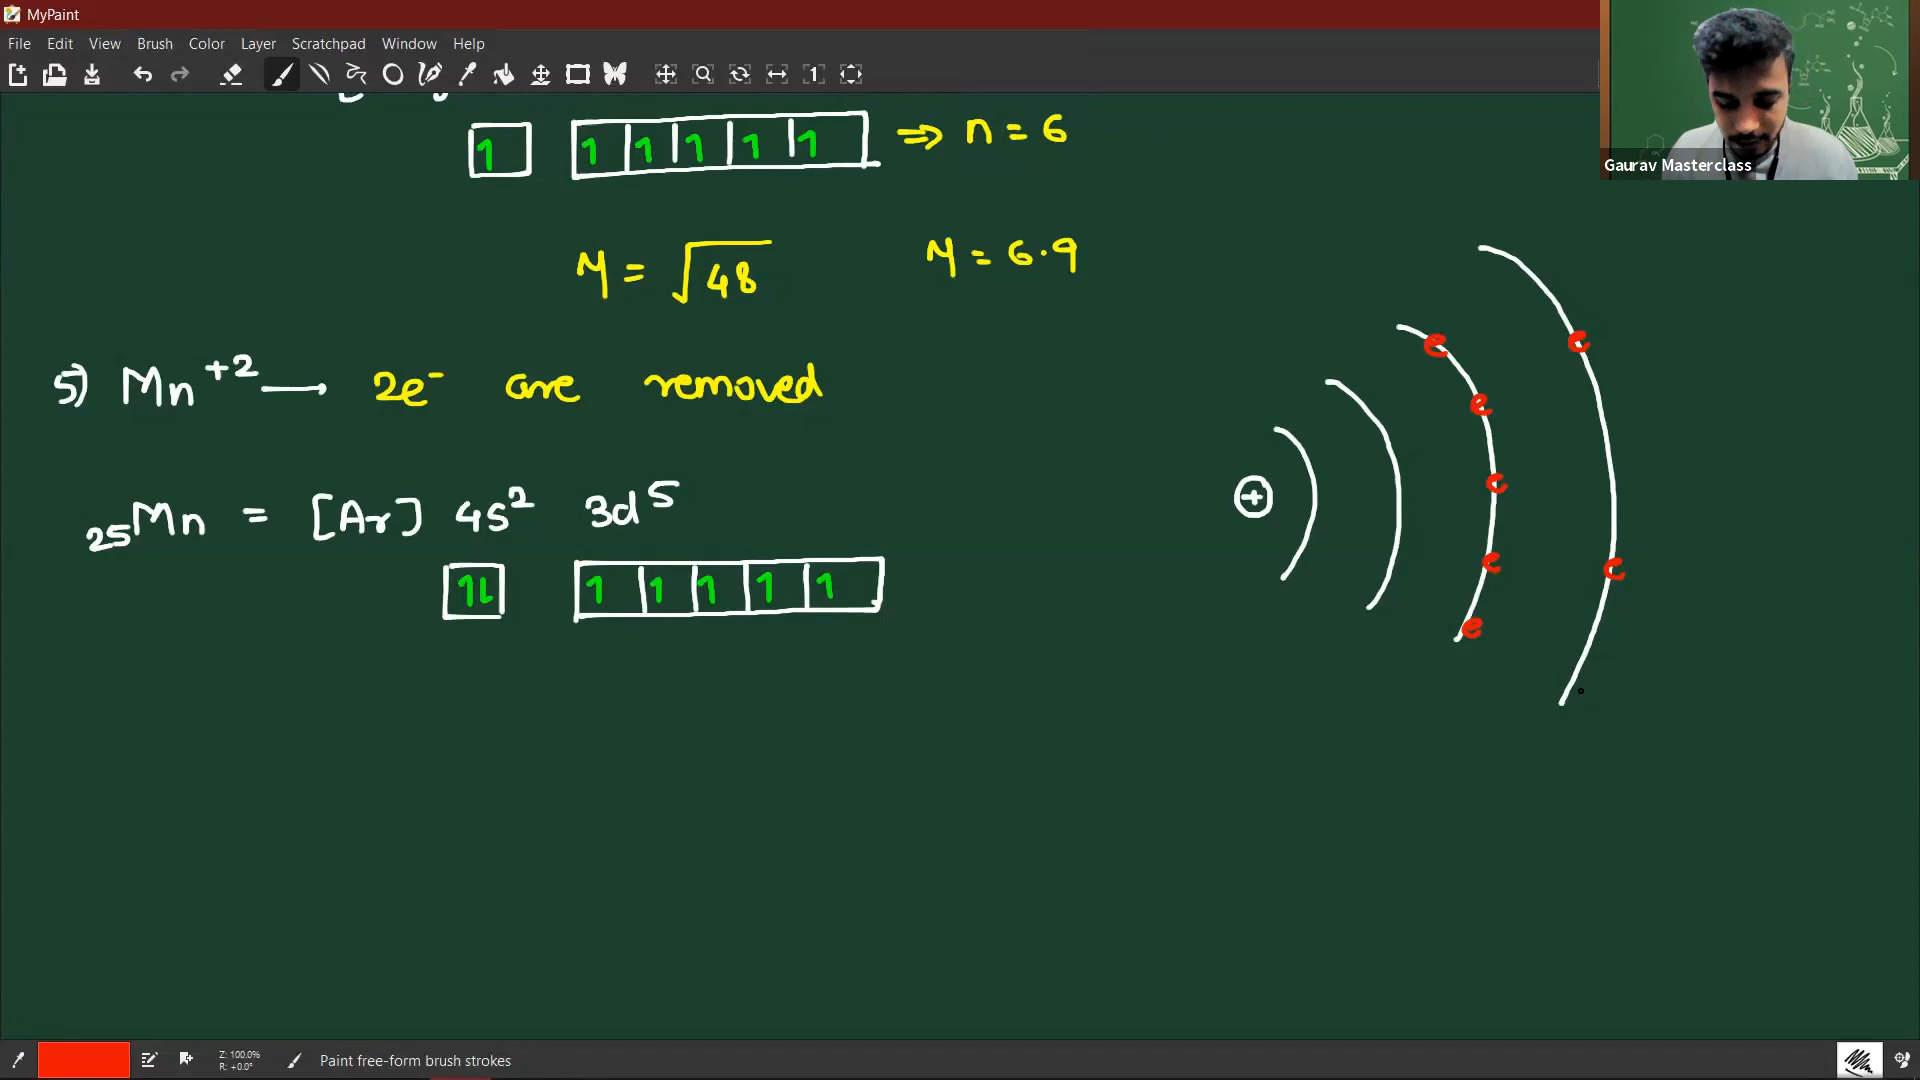 MyPaint
File Edit View Brush Color Layer Scratchpad Window Help
1 1 1 1 1 1 ⇒ n = 6
M = √48 M = 6.9
Gaurav Masterclass
5) Mn⁺² → 2e⁻ are removed
₂₅Mn = [Ar] 4s² 3d⁵
1l 1 1 1 1 1
e e
e
e
+
e e
e
Z: 100.0%
R: +0.0°
Paint free-form brush strokes